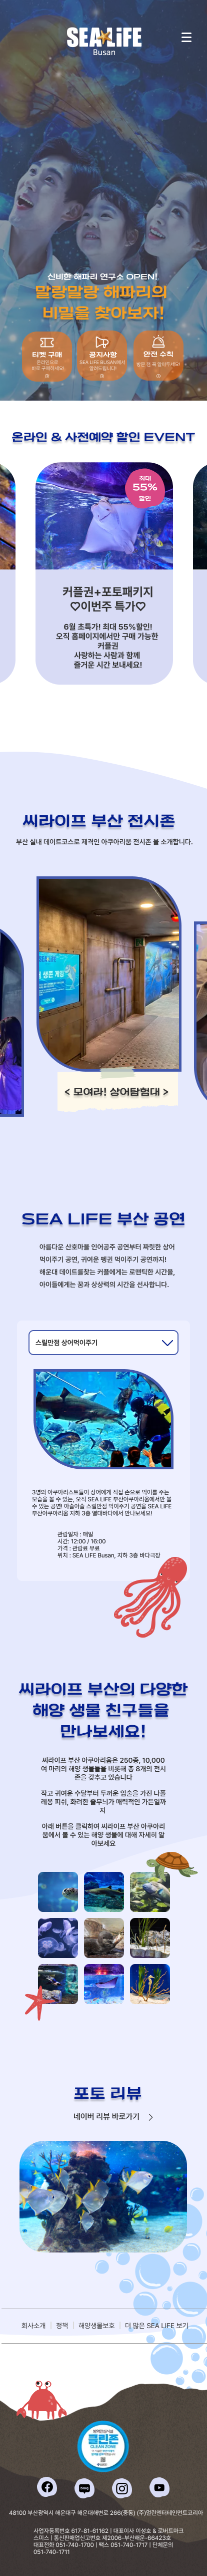 SEA LIFE
Busan
신비한 해파리 연구소 OPEN!
말랑말랑 해파리의
비밀을 찾아보자!
티켓 구매
공지사항
안전 수칙
온라인 & 사전예약 할인 EVENT
최대
55%
할인
커플권+포토패키지
♡이번주 특가♡
6월 초특가! 최대 55%할인!
오직 홈페이지에서만 구매 가능한
커플권
사랑하는 사람과 함께
즐거운 시간 보내세요!
씨라이프 부산 전시존
부산 실내 데이트코스로 제격인 아쿠아리움 전시존 을 소개합니다.
< 모여라! 상어탐험대 >
SEA LIFE 부산 공연
아름다운 산호마을 인어공주 공연부터 짜릿한 상어
먹이주기 공연, 귀여운 펭귄 먹이주기 공연까지!
해운대 데이트를찾는 커플에게는 로맨틱한 시간을,
아이들에게는 꿈과 상상력의 시간을 선사합니다.
스릴만점 상어먹이주기
3명의 아쿠아리스트들이 상어에게 직접 손으로 먹이를 주는
모습을 볼 수 있는, 오직 SEA LIFE 부산아쿠아리움에서만 볼
수 있는 공연! 아슬아슬 스릴만점 먹이주기 공연을 SEA LIFE
부산아쿠아리움 지하 3층 명대바다에서 만나보세요!
관람일자 : 매일
시간: 12:00 / 16:00
가격 : 관람료 무료
위치 : SEA LIFE Busan, 지하 3층 바다극장
씨라이프 부산의 다양한
해양 생물 친구들을
만나보세요!
씨라이프 부산 아쿠아리움은 250종, 10,000
여 마리의 해양 생물들을 비롯해 총 8개의 전시
존을 갖추고 있습니다
작고 귀여운 수달부터 두꺼운 입술을 가진 나폴
레옹 피쉬, 화려한 줄무늬가 매력적인 가든일까
지
아래 버튼을 클릭하여 씨라이프 부산 아쿠아리
움에서 볼 수 있는 해양 생물에 대해 자세히 알
아보세요
포토 리뷰
네이버 리뷰 바로가기 >
회사소개 | 정책 | 해양생물보호 | 더 많은 SEA LIFE 보기
클린존
CLEAN ZONE
48100 부산광역시 해운대구 해운대해변로 266(중동) (주)멀린엔터테인먼트코리아
사업자등록번호 617-81-61162 | 대표이사 이성호 & 로버트마크
스미스 | 통신판매업신고번호 제2006-부산해운-66423호
대표전화 051-740-1700 | 팩스 051-740-1717 | 단체문의
051-740-1711